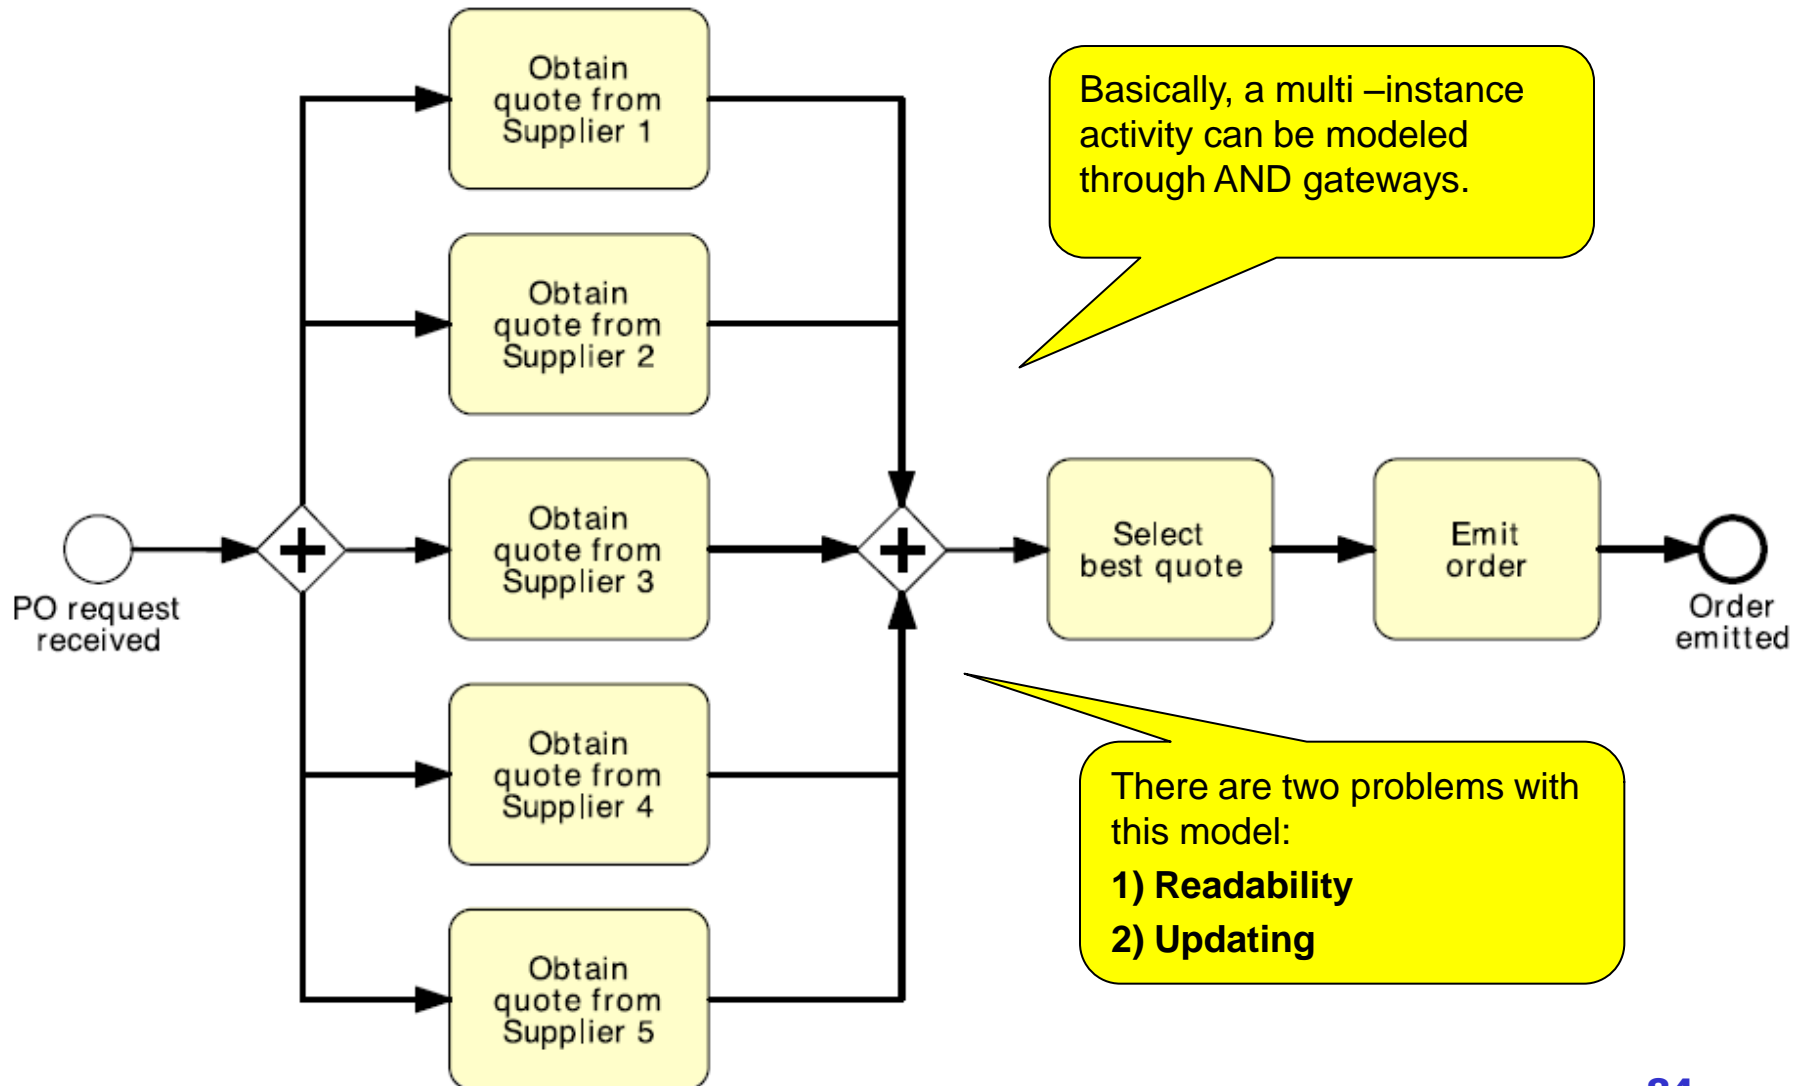 Obtain
quote from
Supplier 1
Basically, a multi –instance
activity can be modeled
through AND gateways.
Obtain
quote from
Supplier 2
PO request
received
Obtain
quote from
Supplier 3
Select
best quote
Emit
order
Order
emitted
Obtain
quote from
Supplier 4
There are two problems with
this model:
1) Readability
2) Updating
Obtain
quote from
Supplier 5